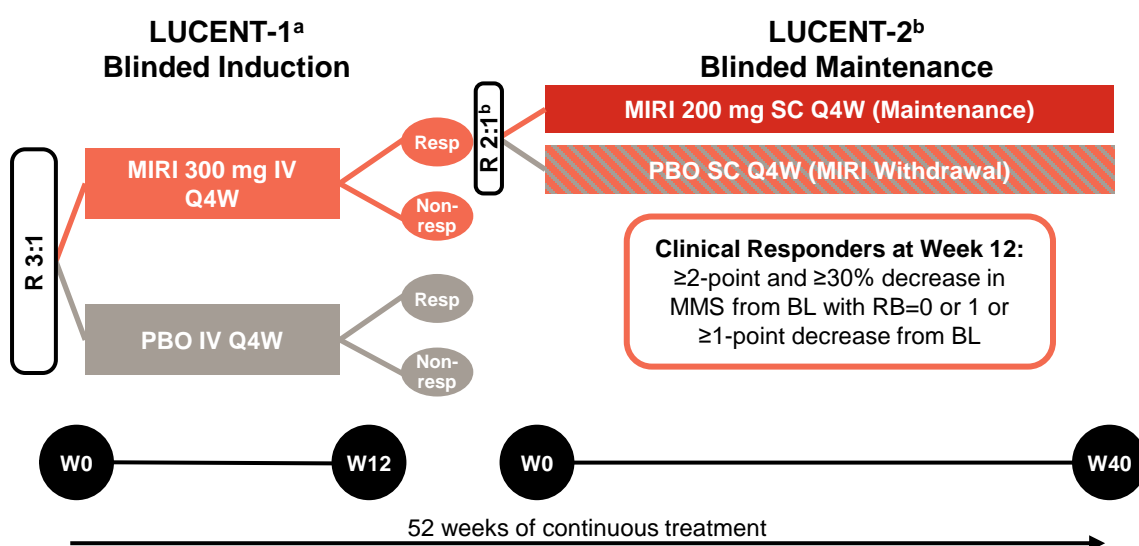 LUCENT-1ᵃ
Blinded Induction
LUCENT-2ᵇ
Blinded Maintenance
R 3:1
MIRI 300 mg IV
Q4W
Resp
Non-
resp
PBO IV Q4W
Resp
Non-
resp
R 2:1ᵇ
MIRI 200 mg SC Q4W (Maintenance)
PBO SC Q4W (MIRI Withdrawal)
Clinical Responders at Week 12:
≥2-point and ≥30% decrease in
MMS from BL with RB=0 or 1 or
≥1-point decrease from BL
W0
W12
W0
W40
52 weeks of continuous treatment